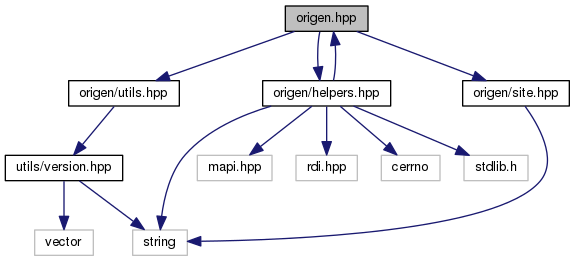 origen.hpp
origen/utils.hpp
origen/helpers.hpp
origen/site.hpp
utils/version.hpp
mapi.hpp
rdi.hpp
cerrno
stdlib.h
vector
string